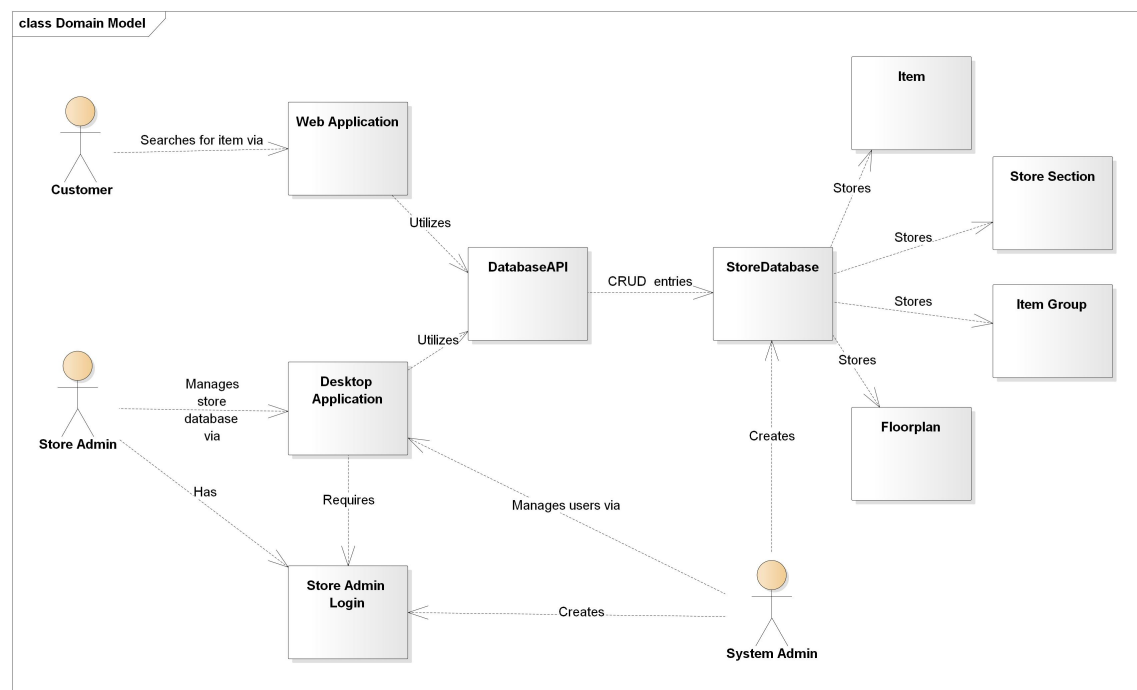 class Domain Model
Item
Web Application
Searches for item via
Customer
Stores
Store Section
Utilizes
Stores
DatabaseAPI
StoreDatabase
CRUD  entries
Item Group
Stores
Utilizes
Stores
Desktop
Application
Manages
store
database
via
Store Admin
Floorplan
Creates
Has
Requires
Manages users via
Store Admin
Login
Creates
System Admin